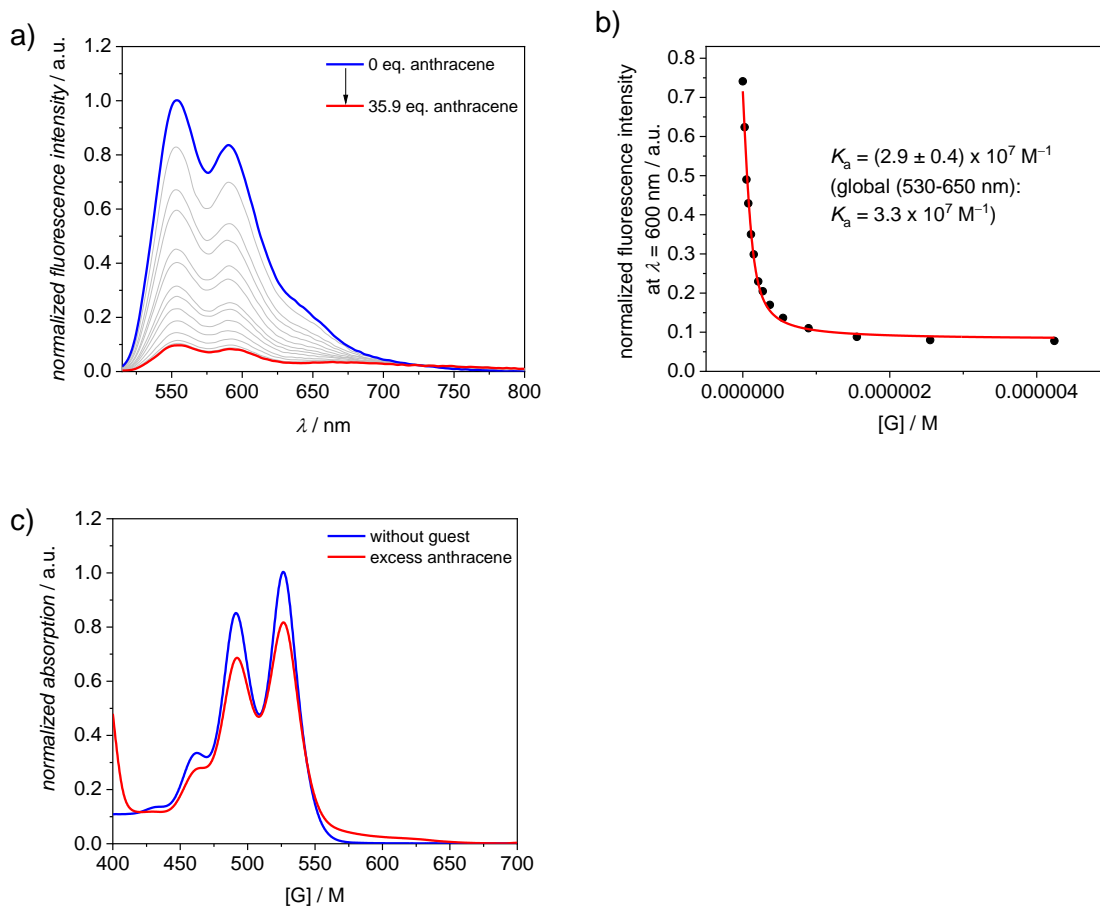 a)
normalized fluorescence intensity / a.u.
1.2
1.0
0.8
0.6
0.4
0.2
0.0
0 eq. anthracene
35.9 eq. anthracene
550 600 650 700 750 800
λ / nm
b)
normalized fluorescence intensity
at λ = 600 nm / a.u.
0.8
0.7
0.6
0.5
0.4
0.3
0.2
0.1
0.0
Ka = (2.9 ± 0.4) x 10⁷ M⁻¹
(global (530-650 nm):
Ka = 3.3 x 10⁷ M⁻¹)
0.000000 0.000002 0.000004
[G] / M
c)
normalized absorption / a.u.
1.2
1.0
0.8
0.6
0.4
0.2
0.0
without guest
excess anthracene
400 450 500 550 600 650 700
[G] / M